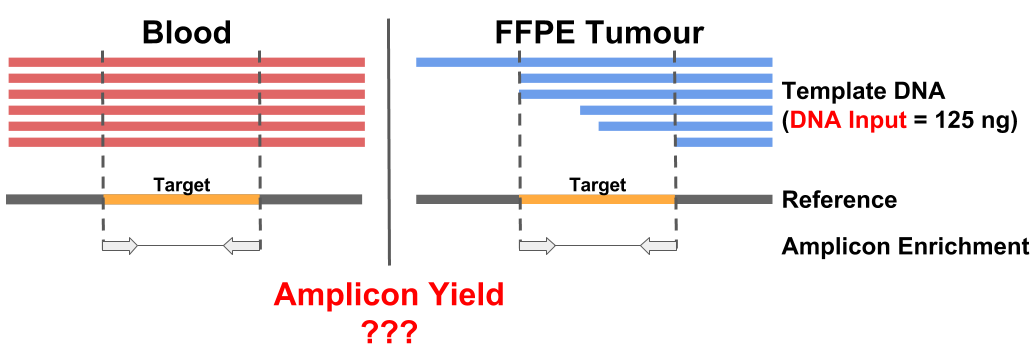 Blood
FFPE Tumour
Template DNA
(DNA Input = 125 ng)
Target
Target
Reference
Amplicon Enrichment
Amplicon Yield
???